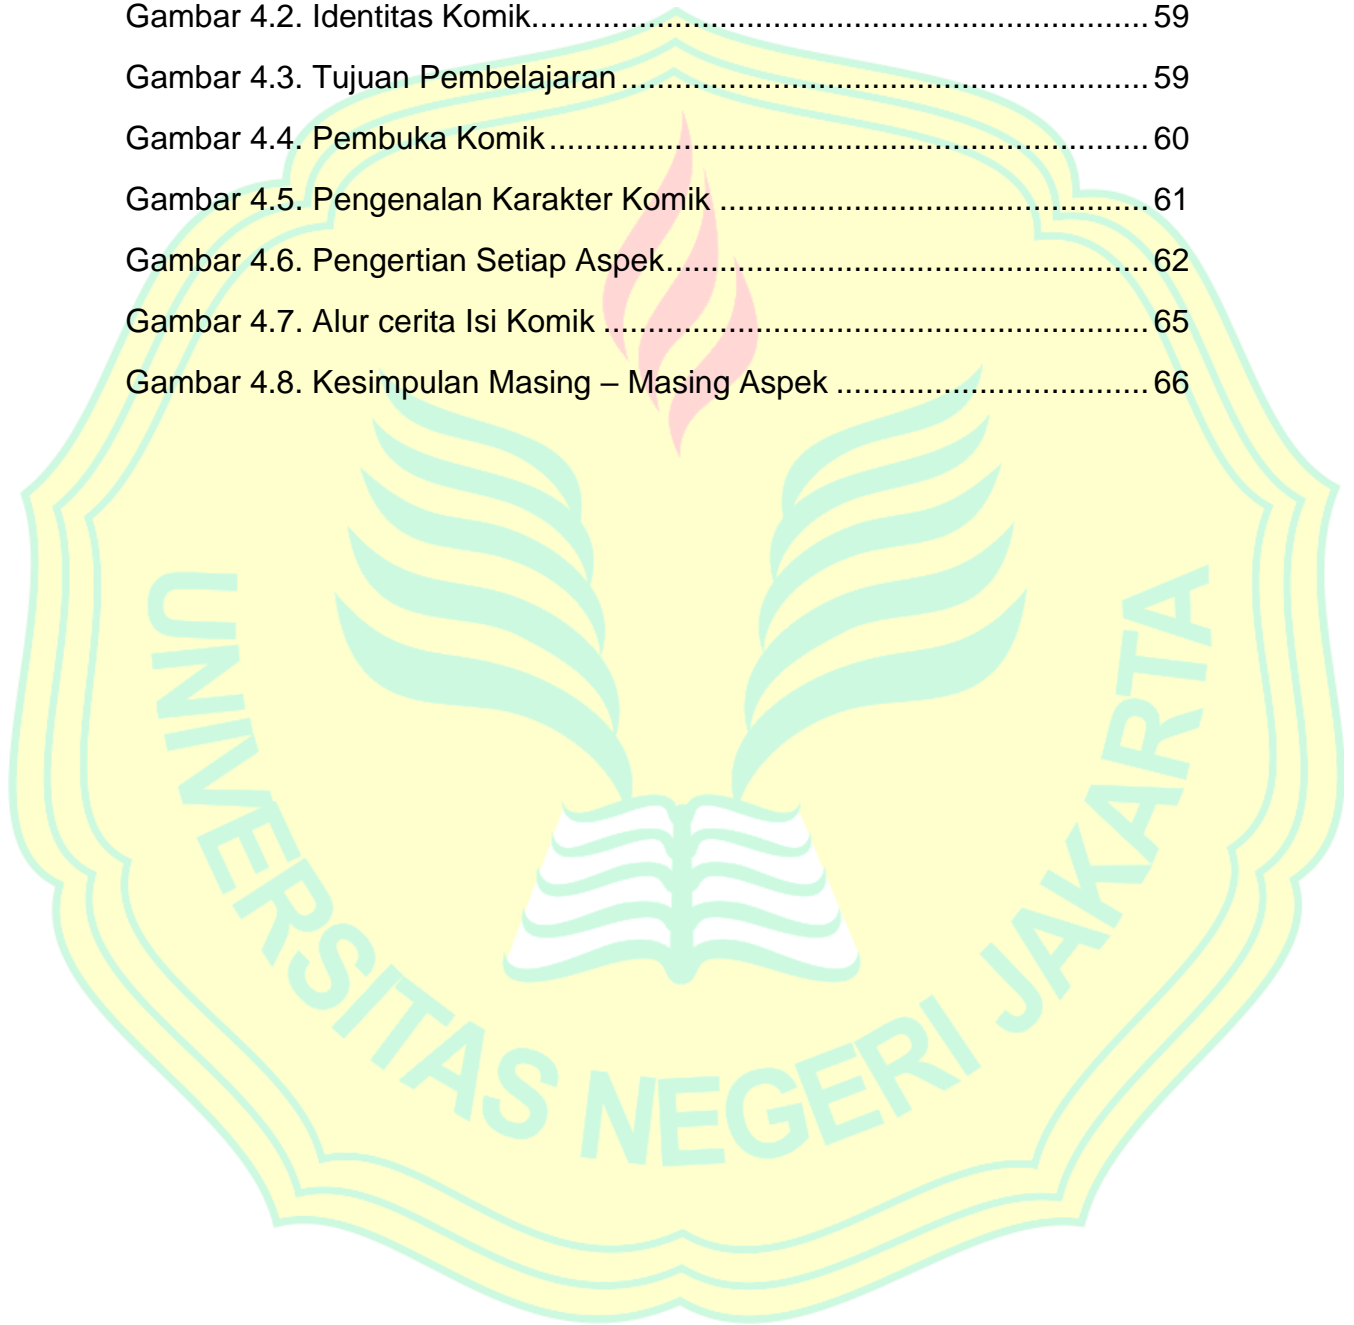 Gambar 4.2. Identitas Komik..................................................................... 59
Gambar 4.3. Tujuan Pembelajaran........................................................... 59
Gambar 4.4. Pembuka Komik................................................................... 60
Gambar 4.5. Pengenalan Karakter Komik ................................................ 61
Gambar 4.6. Pengertian Setiap Aspek...................................................... 62
Gambar 4.7. Alur cerita Isi Komik ............................................................. 65
Gambar 4.8. Kesimpulan Masing – Masing Aspek ................................... 66
UNIVERSITAS NEGERI JAKARTA